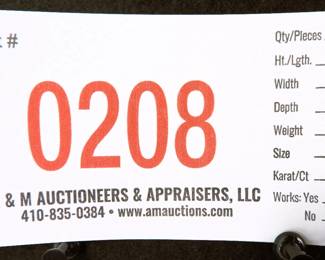 #
0208
& M AUCTIONEERS & APPRAISERS, LLC
410-835-0384 • www.amauctions.com
Qty/Pieces
Ht./Lgth.
Width
Depth
Weight
Size
Karat/Ct
Works: Yes
No